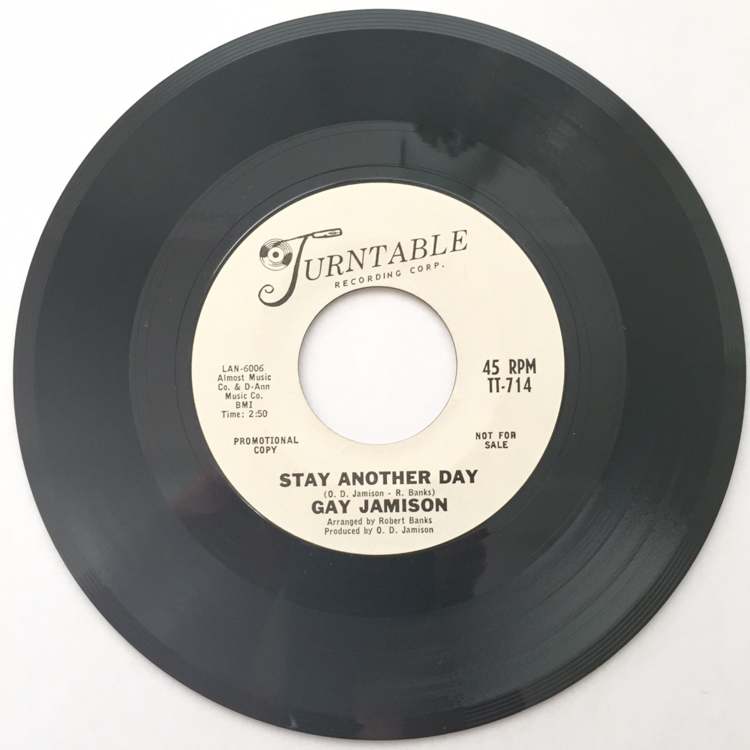 TURNTABLE
RECORDING CORP.
LAN-6006
Almost Music
Co. & D-Ann
Music Co.
BMI
Time: 2:50
45 RPM
TT-714
PROMOTIONAL
COPY
NOT FOR
SALE
STAY ANOTHER DAY
(O. D. Jamison - R. Banks)
GAY JAMISON
Arranged by Robert Banks
Produced by O. D. Jamison